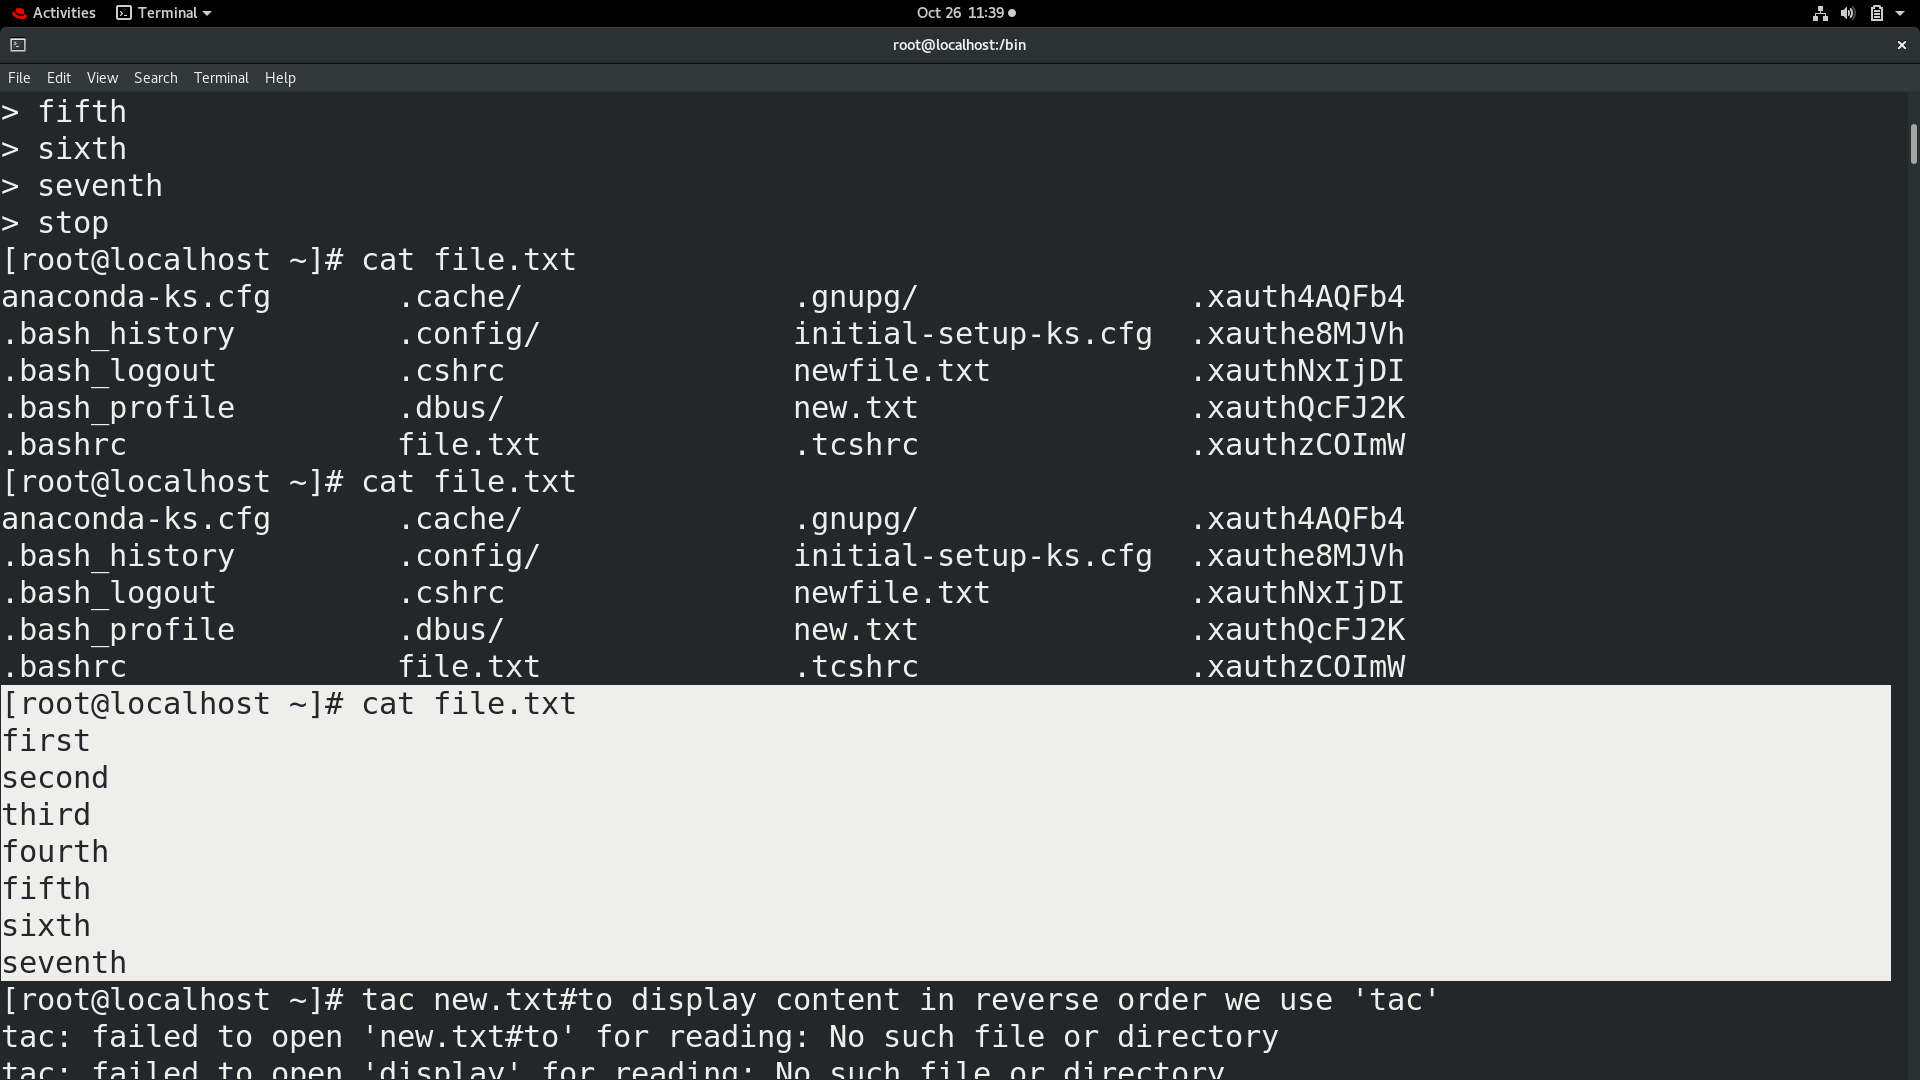 Activities Terminal Oct 26 11:39
root@localhost:/bin
File Edit View Search Terminal Help
> fifth
> sixth
> seventh
> stop
[root@localhost ~]# cat file.txt
anaconda-ks.cfg .cache/ .gnupg/ .xauth4AQFb4
.bash_history .config/ initial-setup-ks.cfg .xauthe8MJVh
.bash_logout .cshrc newfile.txt .xauthNxIjDI
.bash_profile .dbus/ new.txt .xauthQcFJ2K
.bashrc file.txt .tcshrc .xauthzCOImW
[root@localhost ~]# cat file.txt
anaconda-ks.cfg .cache/ .gnupg/ .xauth4AQFb4
.bash_history .config/ initial-setup-ks.cfg .xauthe8MJVh
.bash_logout .cshrc newfile.txt .xauthNxIjDI
.bash_profile .dbus/ new.txt .xauthQcFJ2K
.bashrc file.txt .tcshrc .xauthzCOImW
[root@localhost ~]# cat file.txt
first
second
third
fourth
fifth
sixth
seventh
[root@localhost ~]# tac new.txt#to display content in reverse order we use 'tac'
tac: failed to open 'new.txt#to' for reading: No such file or directory
tac: failed to open 'display' for reading: No such file or directory